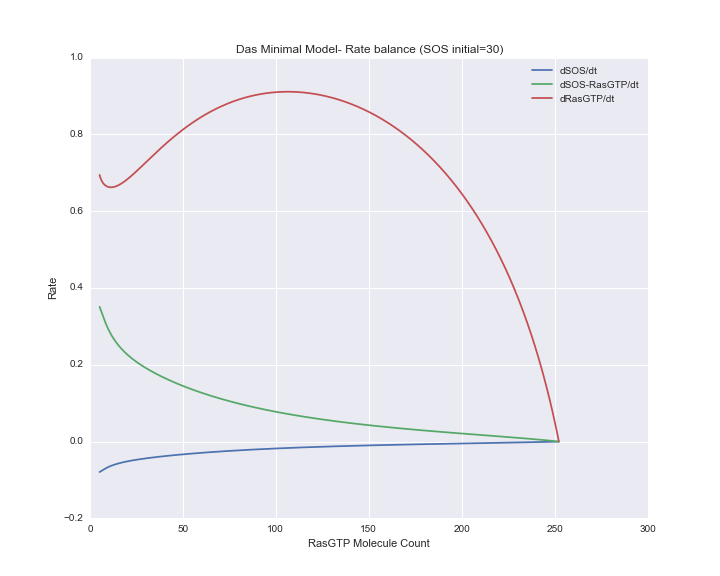 Das Minimal Model- Rate balance (SOS initial=30)
dSOS/dt
dSOS-RasGTP/dt
dRasGTP/dt
1.0
0.8
0.6
0.4
0.2
0.0
−0.2
Rate
0
50
100
150
200
250
300
RasGTP Molecule Count